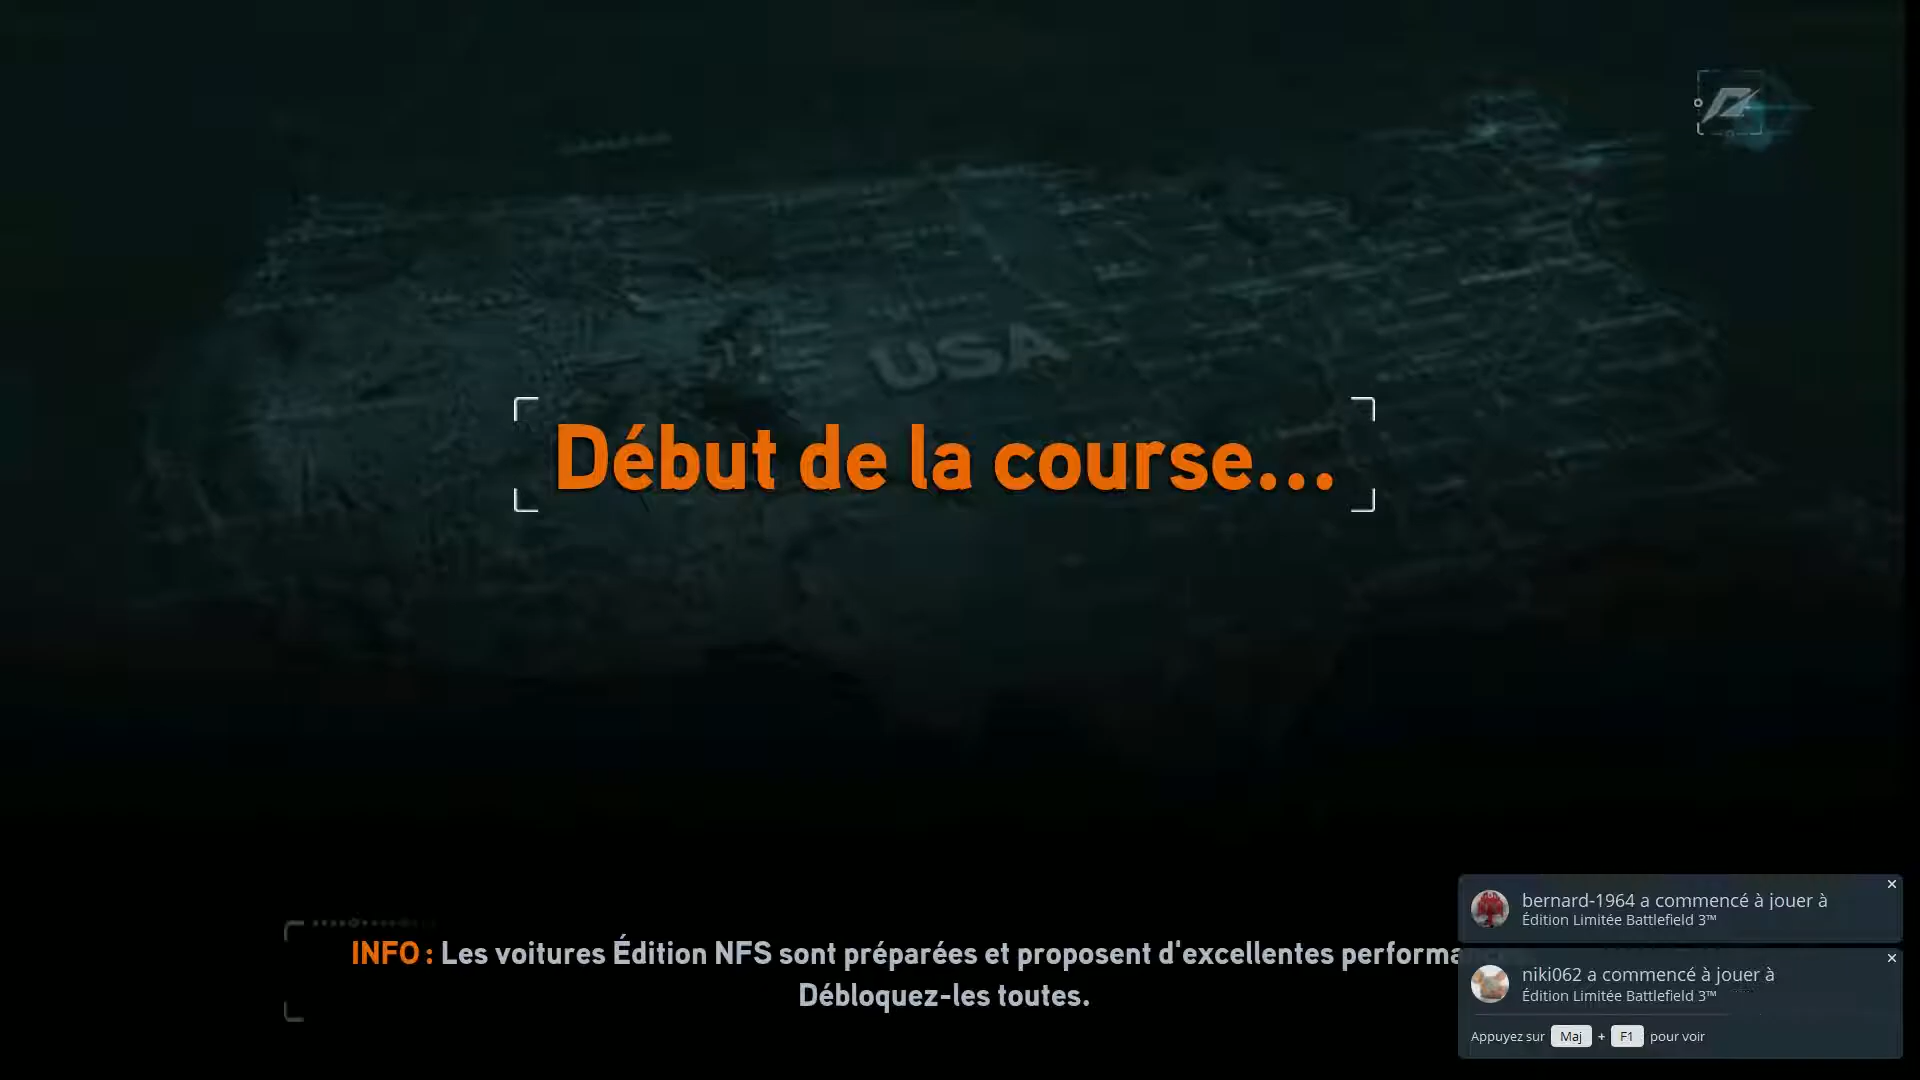 USA
Début de la course...
INFO : Les voitures Édition NFS sont préparées et proposent d'excellentes
Débloquez-les toutes.
bernard-1964 a commencé à jouer à
Édition Limitée Battlefield 3™
niki062 a commencé à jouer à
Édition Limitée Battlefield 3™
Appuyez sur Maj + F1 pour voir